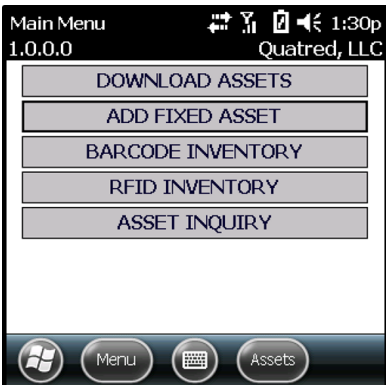 Main Menu 1:30p
1.0.0.0 Quatred, LLC
DOWNLOAD ASSETS
ADD FIXED ASSET
BARCODE INVENTORY
RFID INVENTORY
ASSET INQUIRY
Menu Assets